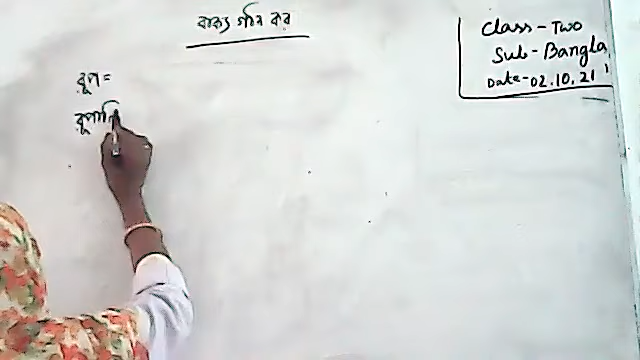 বাক্য গঠন কর
Class - Two
Sub - Bangla
Date - 02.10.21
রূপ =